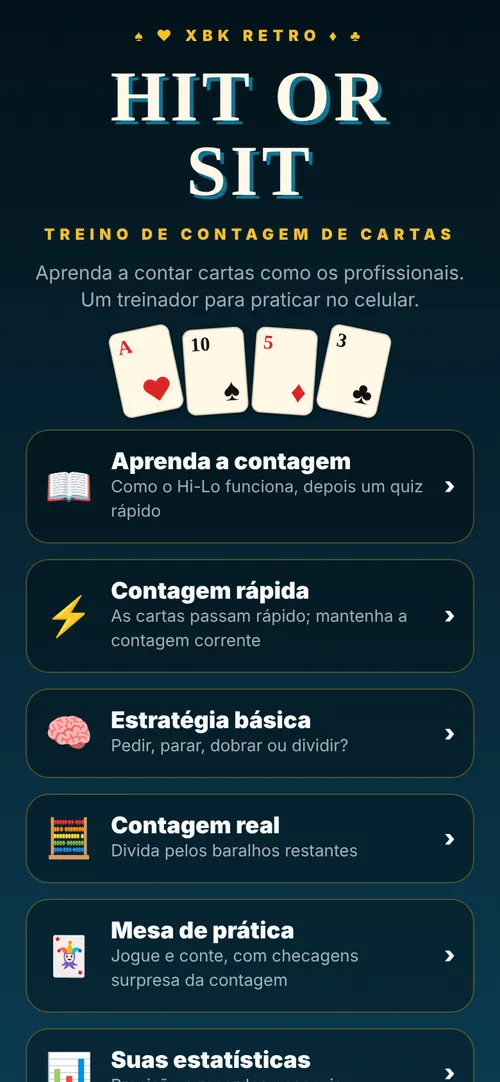 ♠ ♥ XBK RETRO ♦ ♣
HIT OR
SIT
TREINO DE CONTAGEM DE CARTAS
Aprenda a contar cartas como os profissionais.
Um treinador para praticar no celular.
A 10 5 3
Aprenda a contagem
Como o Hi-Lo funciona, depois um quiz
rápido
Contagem rápida
As cartas passam rápido; mantenha a
contagem corrente
Estratégia básica
Pedir, parar, dobrar ou dividir?
Contagem real
Divida pelos baralhos restantes
Mesa de prática
Jogue e conte, com checagens
surpresa da contagem
Suas estatísticas